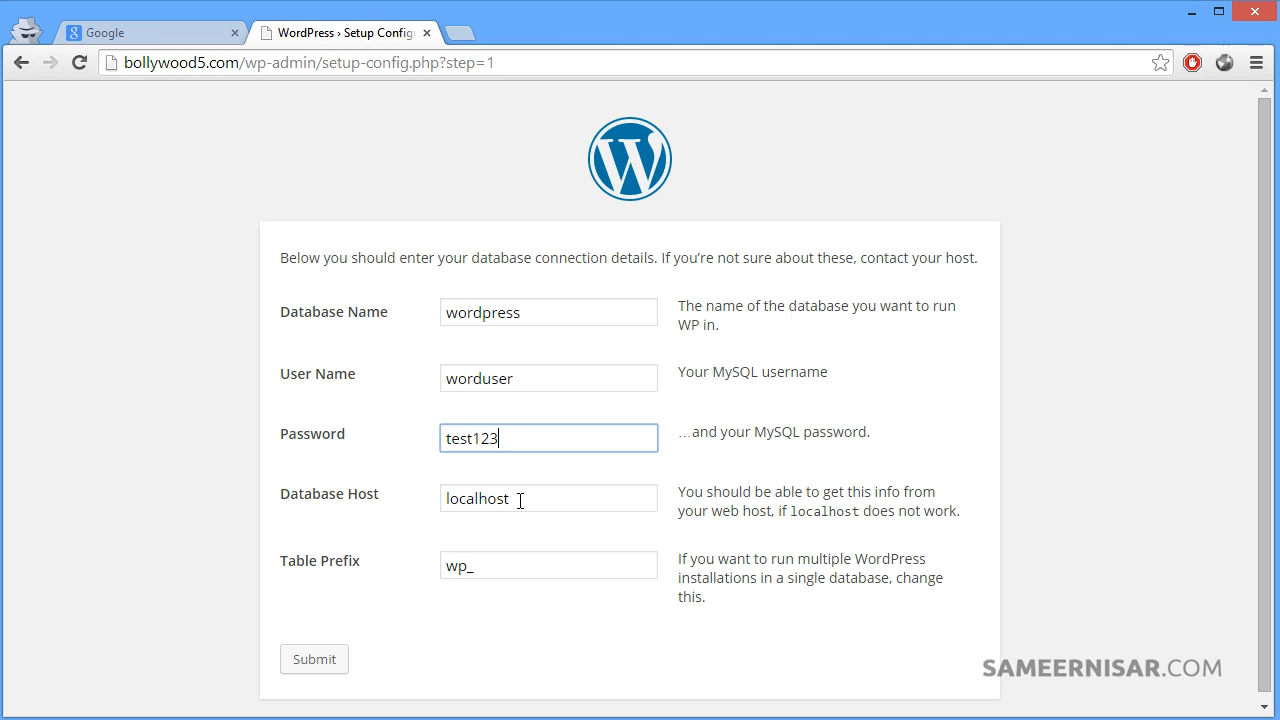 Google
WordPress › Setup Config
bollywood5.com/wp-admin/setup-config.php?step=1
Below you should enter your database connection details. If you’re not sure about these, contact your host.
Database Name
wordpress
The name of the database you want to run
WP in.
User Name
worduser
Your MySQL username
Password
test123
…and your MySQL password.
Database Host
localhost
You should be able to get this info from
your web host, if localhost does not work.
Table Prefix
wp_
If you want to run multiple WordPress
installations in a single database, change
this.
Submit
SAMEERNISAR.COM